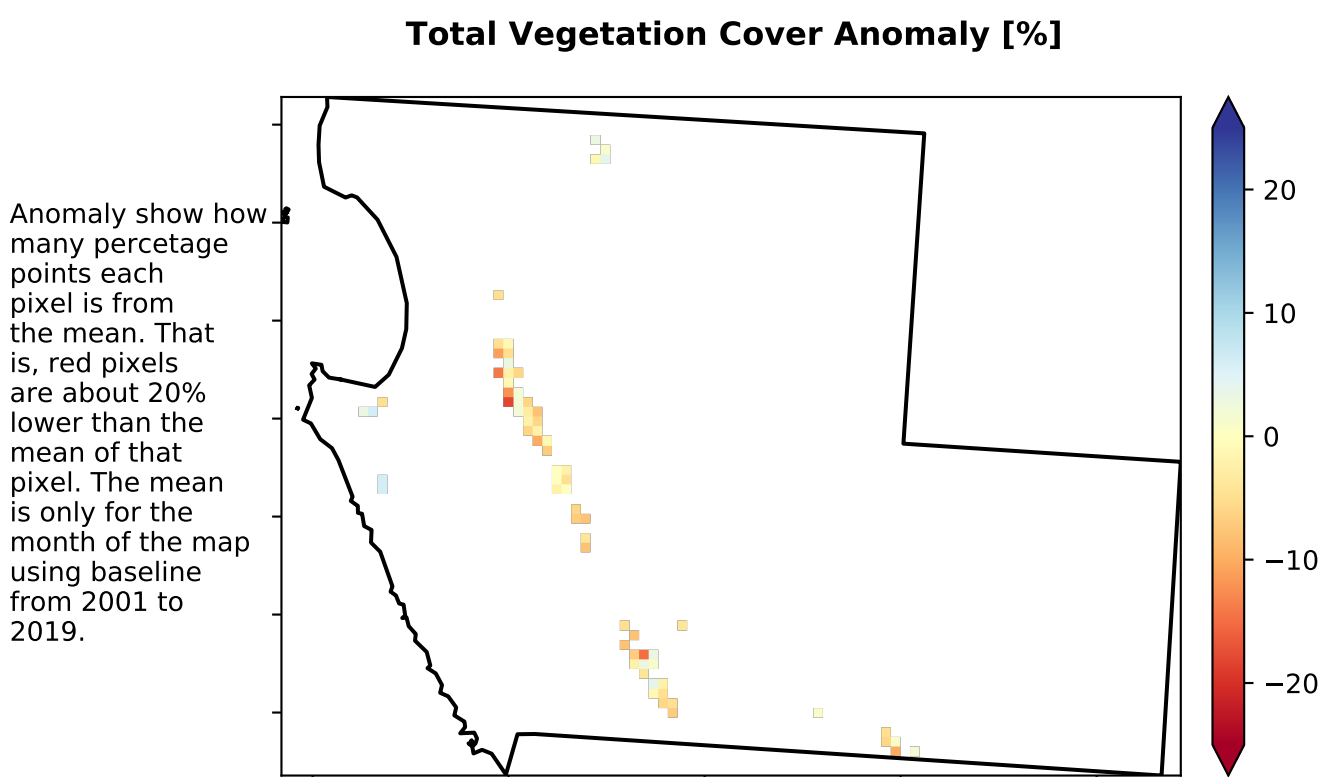 Total Vegetation Cover Anomaly [%]
Anomaly show how
many percetage
points each
pixel is from
the mean. That
is, red pixels
are about 20%
lower than the
mean of that
pixel. The mean
is only for the
month of the map
using baseline
from 2001 to
2019.
20
10
0
−10
−20